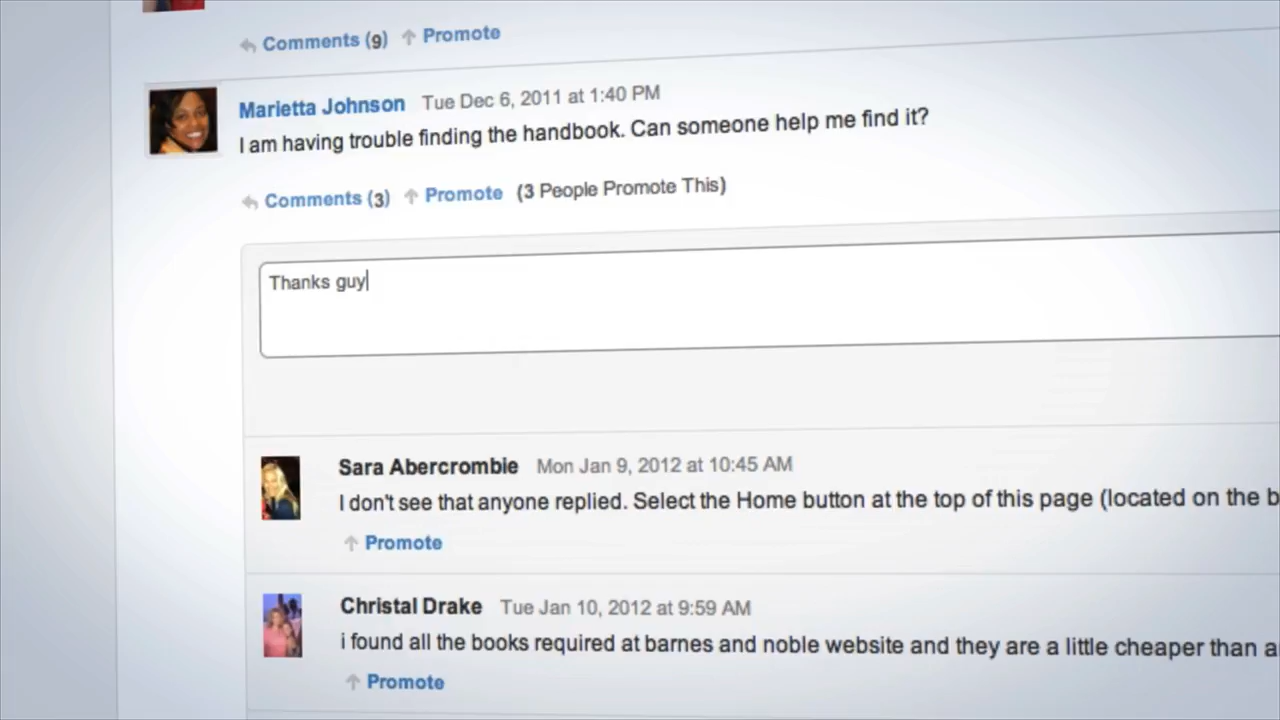 Comments (9) Promote
Marietta Johnson Tue Dec 6, 2011 at 1:40 PM
I am having trouble finding the handbook. Can someone help me find it?
Comments (3) Promote (3 People Promote This)
Thanks guy
Sara Abercrombie Mon Jan 9, 2012 at 10:45 AM
I don't see that anyone replied. Select the Home button at the top of this page (located on the b
Promote
Christal Drake Tue Jan 10, 2012 at 9:59 AM
i found all the books required at barnes and noble website and they are a little cheaper than a
Promote